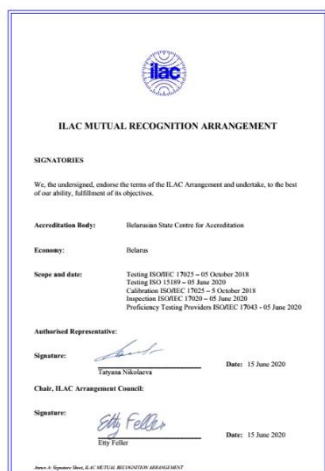 ilac
ILAC MUTUAL RECOGNITION ARRANGEMENT
SIGNATORIES
We, the undersigned, endorse the terms of the ILAC Arrangement and undertake, to the best
of our ability, fulfillment of its objectives.
Accreditation Body: Belarusian State Centre for Accreditation
Economy: Belarus
Scope and date: Testing ISO/IEC 17025 – 05 October 2018
Testing ISO 15189 – 05 June 2020
Calibration ISO/IEC 17025 – 5 October 2018
Inspection ISO/IEC 17020 – 05 June 2020
Proficiency Testing Providers ISO/IEC 17043 - 05 June 2020
Authorised Representative:
Signature:
Date: 15 June 2020
Tatyana Nikolaeva
Chair, ILAC Arrangement Council:
Signature: Etty Feller
Date: 15 June 2020
Etty Feller
Annex A: Signature Sheet, ILAC MUTUAL RECOGNITION ARRANGEMENT